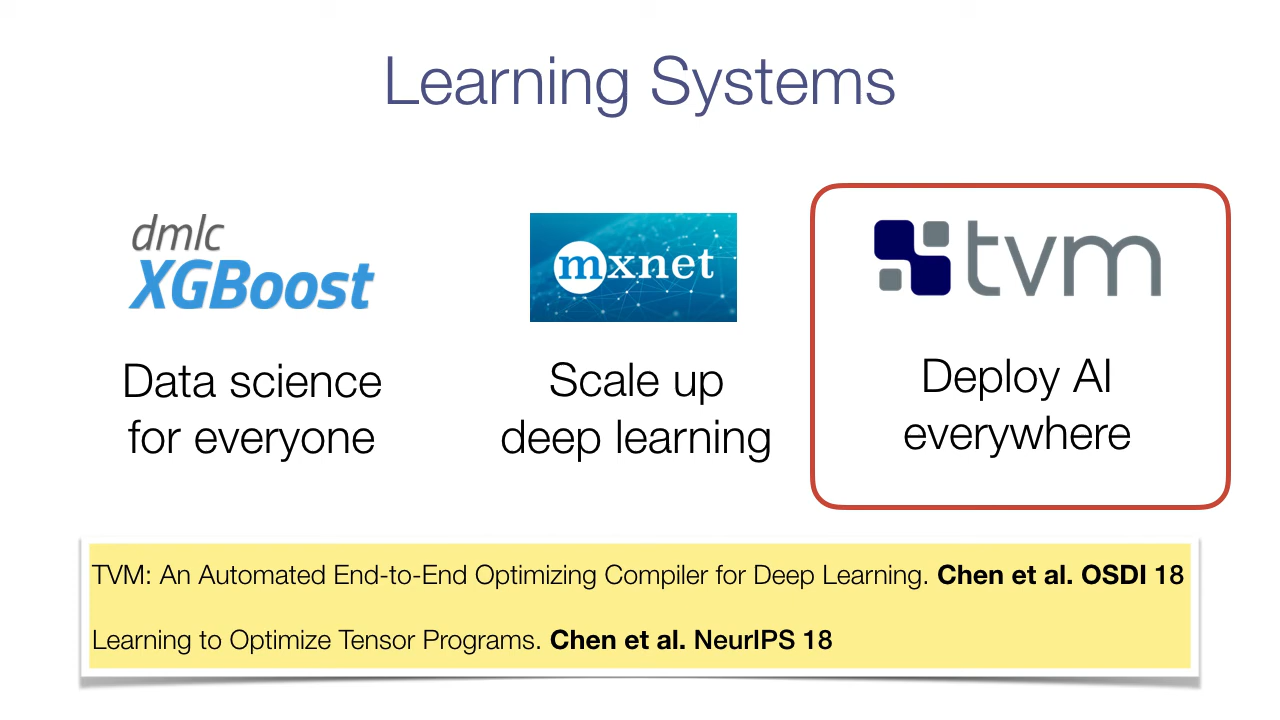 Learning Systems
dmlc
XGBoost
mxnet
tvm
Data science
for everyone
Scale up
deep learning
Deploy AI
everywhere
TVM: An Automated End-to-End Optimizing Compiler for Deep Learning. Chen et al. OSDI 18
Learning to Optimize Tensor Programs. Chen et al. NeurIPS 18